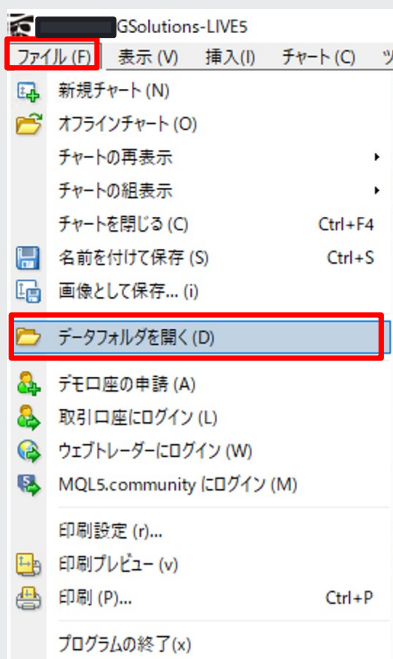 GSolutions-LIVE5
ファイル (F) 表示 (V) 挿入(I) チャート (C)
新規チャート (N)
オフラインチャート (O)
チャートの再表示
チャートの組表示
チャートを閉じる (C) Ctrl+F4
名前を付けて保存 (S) Ctrl+S
画像として保存... (i)
データフォルダを開く (D)
デモ口座の申請 (A)
取引口座にログイン (L)
ウェブトレーダーにログイン (W)
MQL5.community にログイン (M)
印刷設定 (r)...
印刷プレビュー (v)
印刷 (P)... Ctrl+P
プログラムの終了(x)